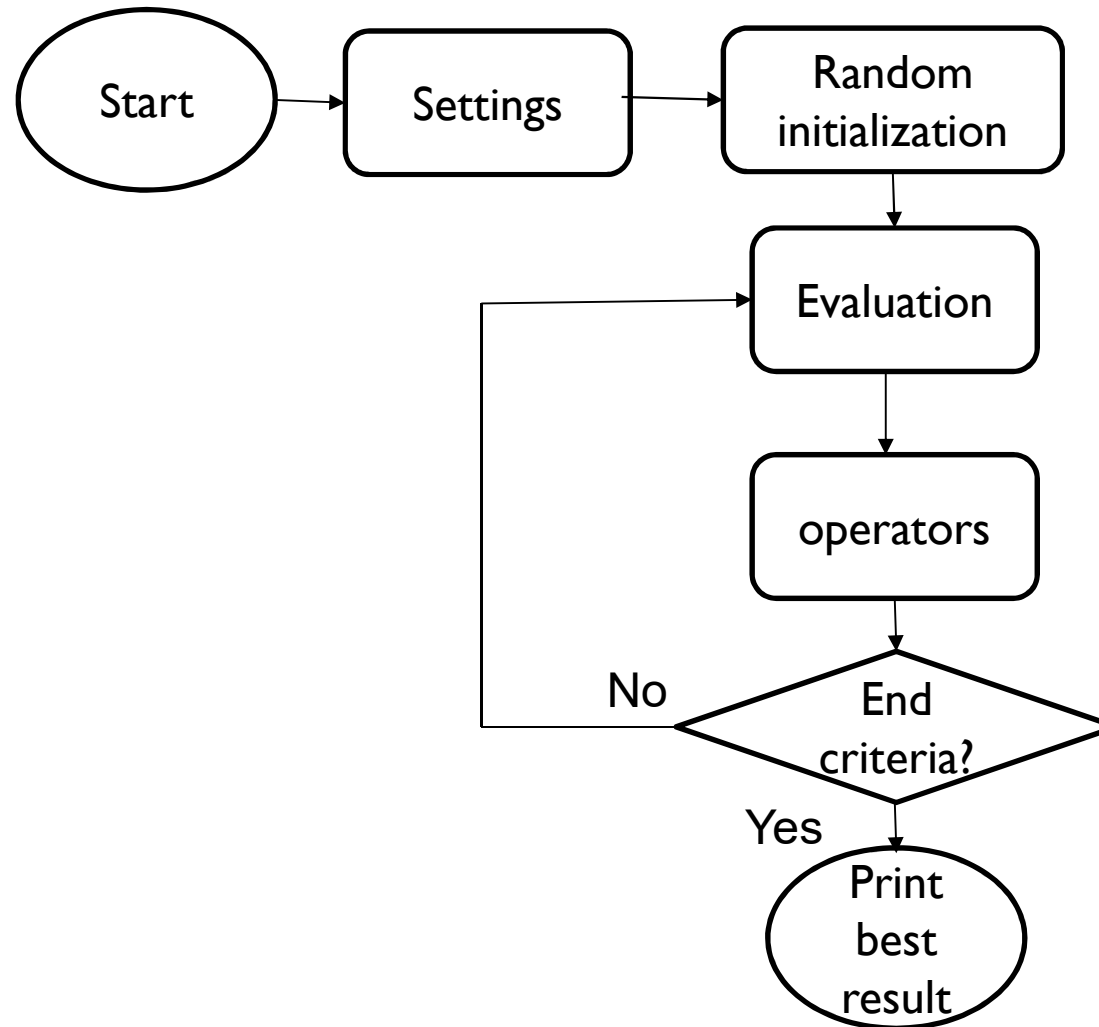 Start
Settings
Random
initialization
Evaluation
operators
No
End
criteria?
Yes
Print
best
result